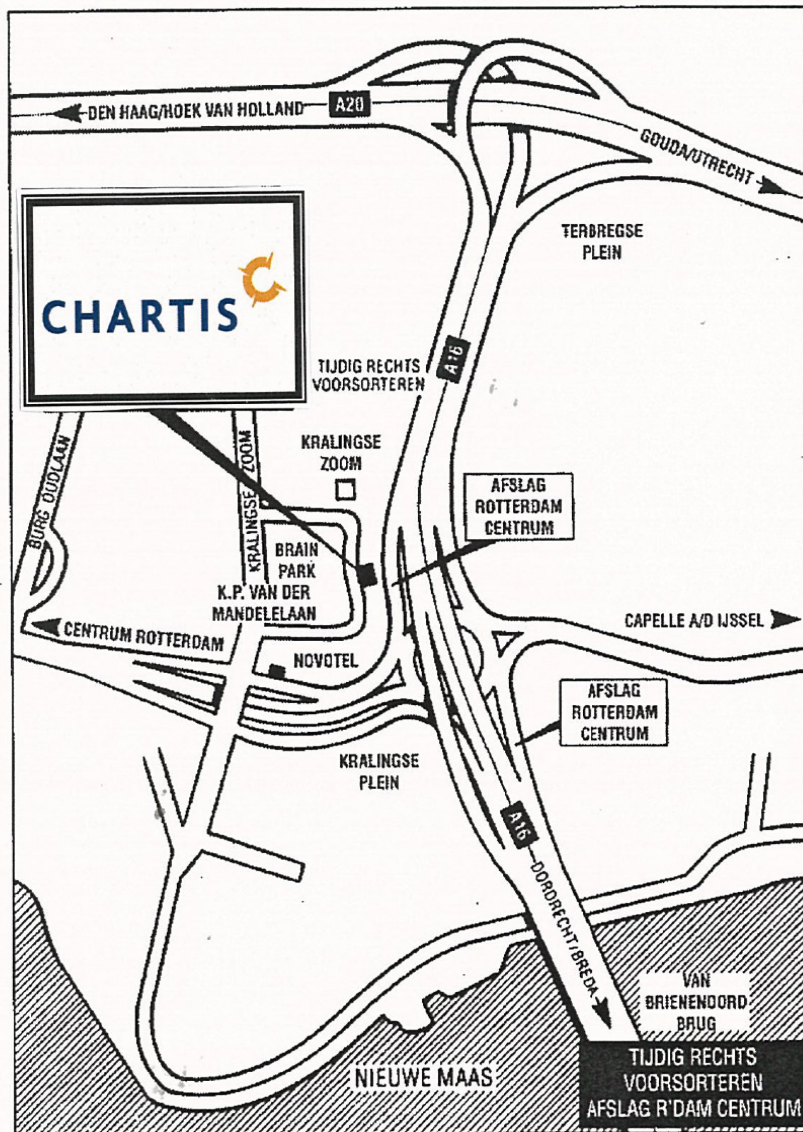 DEN HAAG/HOEK VAN HOLLAND
A20
GOUDA/UTRECHT
TERBREGSE
PLEIN
CHARTIS
A16
TIJDIG RECHTS
VOORSORTEREN
KRALINGSE
ZOOM
BURG OUDLAAN
KRALINGSE ZOOM
AFSLAG
ROTTERDAM
CENTRUM
BRAIN
PARK
K.P. VAN DER
MANDELELAAN
CENTRUM ROTTERDAM
CAPELLE A/D IJSSEL
NOVOTEL
AFSLAG
ROTTERDAM
CENTRUM
KRALINGSE
PLEIN
A16
DORDRECHT/BREDA
VAN
BRIENENOORD
BRUG
NIEUWE MAAS
TIJDIG RECHTS
VOORSORTEREN
AFSLAG R'DAM CENTRUM